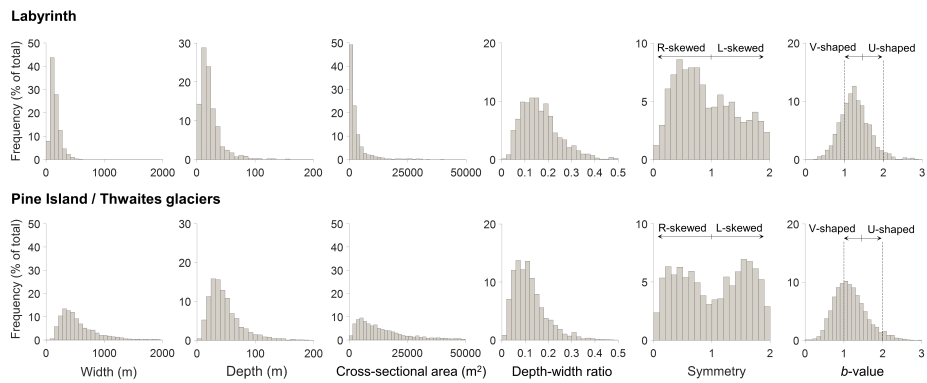 Labyrinth
Frequency (% of total)
50 40 30 20 10 0
0 1000 2000
30 20 10 0
0 100 200
50 40 30 20 10 0
0 25000 50000
20 10 0
0 0.1 0.2 0.3 0.4 0.5
R-skewed L-skewed
10 5 0
0 1 2
V-shaped U-shaped
20 10 0
0 1 2 3
Pine Island / Thwaites glaciers
Frequency (% of total)
50 40 30 20 10 0
0 1000 2000
Width (m)
30 20 10 0
0 100 200
Depth (m)
50 40 30 20 10 0
0 25000 50000
Cross-sectional area (m²)
20 10 0
0 0.1 0.2 0.3 0.4 0.5
Depth-width ratio
R-skewed L-skewed
10 5 0
0 1 2
Symmetry
V-shaped U-shaped
20 10 0
0 1 2 3
b-value